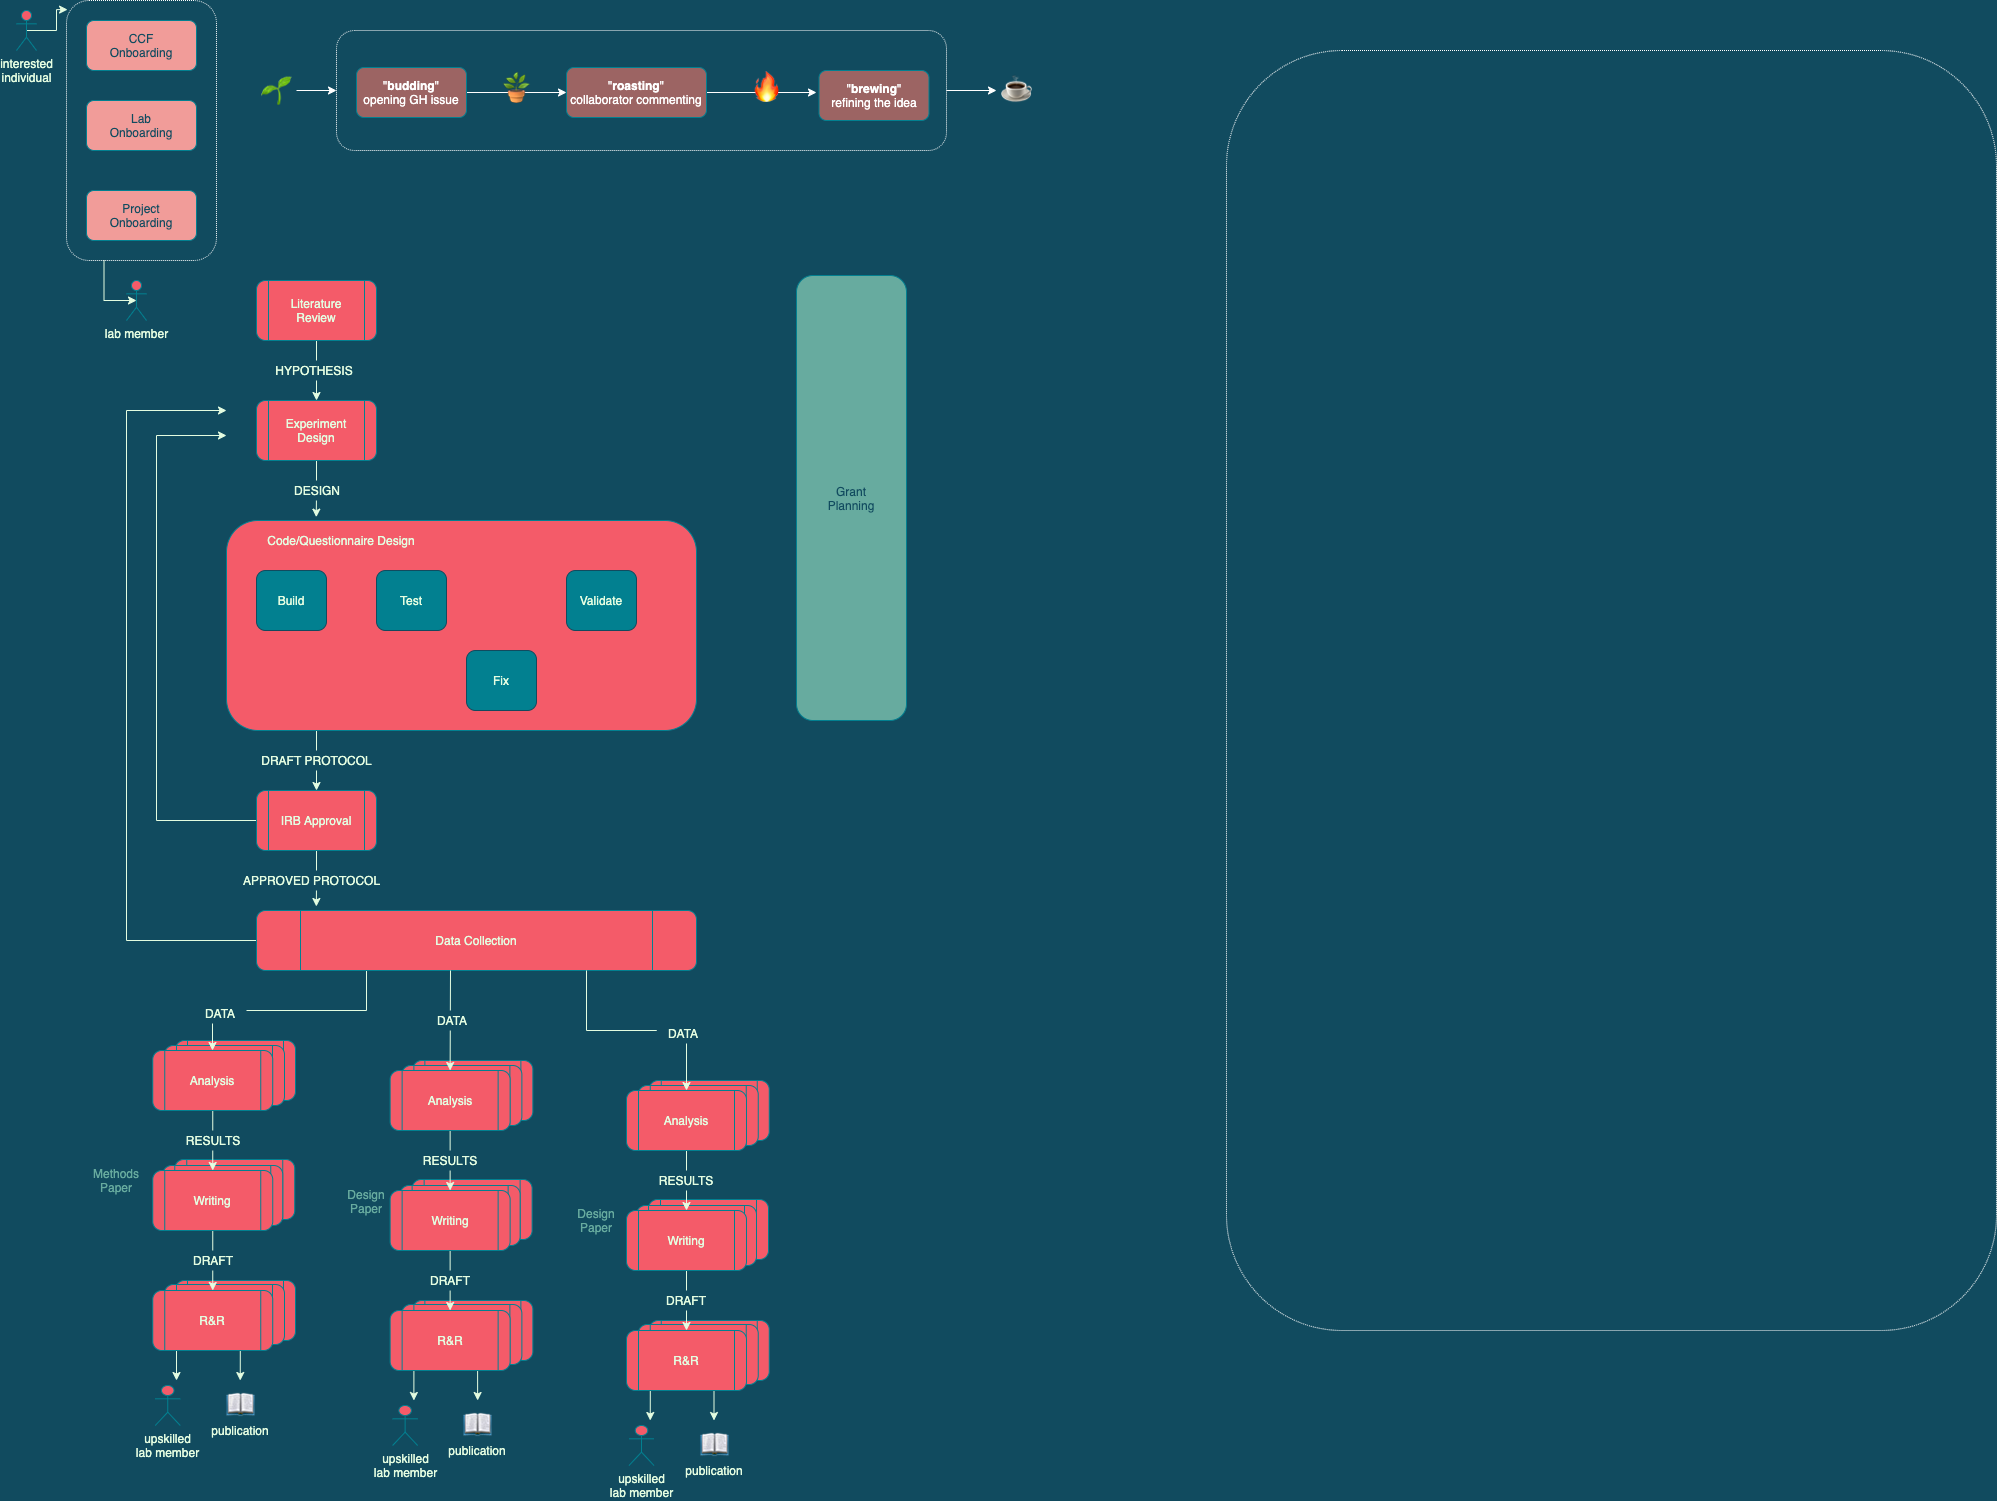 interested
individual
CCF
Onboarding
Lab
Onboarding
Project
Onboarding
lab member
"budding"
opening GH issue
"roasting"
collaborator commenting
"brewing"
refining the idea
Literature
Review
HYPOTHESIS
Experiment
Design
DESIGN
Code/Questionnaire Design
Build
Test
Validate
Fix
Grant
Planning
DRAFT PROTOCOL
IRB Approval
APPROVED PROTOCOL
Data Collection
DATA
Analysis
RESULTS
Methods
Paper
Writing
DRAFT
R&R
upskilled
lab member
publication
DATA
Analysis
RESULTS
Design
Paper
Writing
DRAFT
R&R
upskilled
lab member
publication
DATA
Analysis
RESULTS
Design
Paper
Writing
DRAFT
R&R
upskilled
lab member
publication